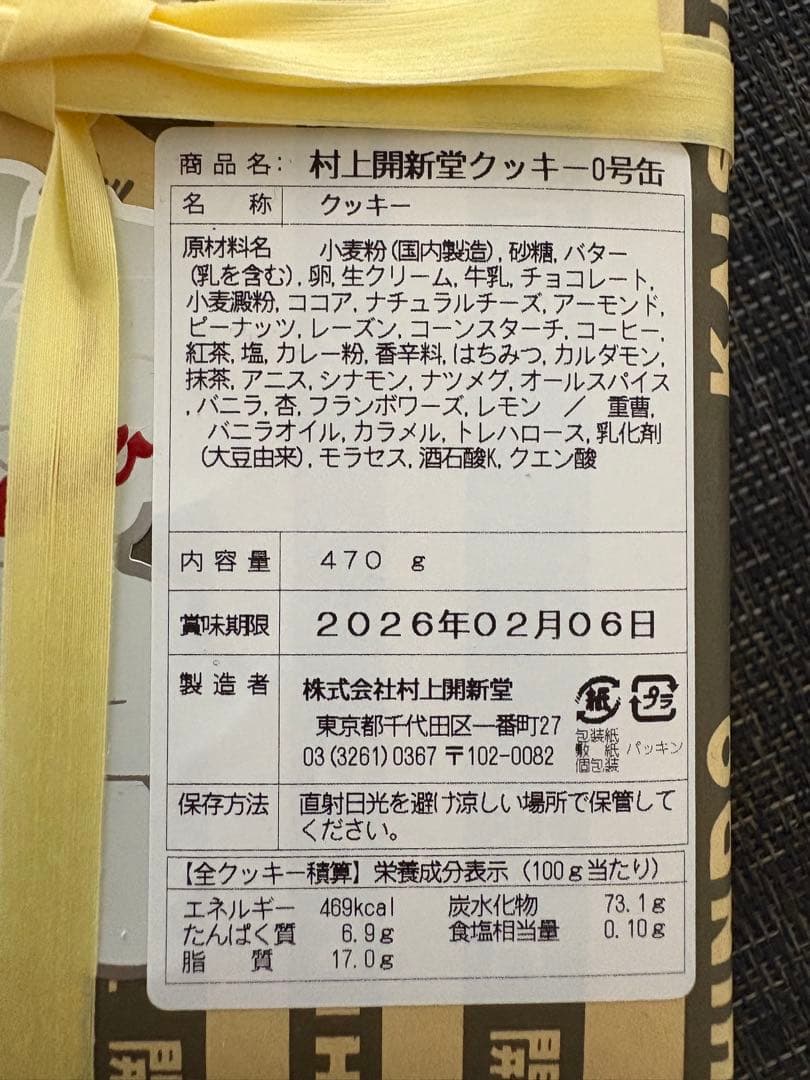 商品名: 村上開新堂クッキー0号缶
名称 クッキー
原材料名 小麦粉(国内製造), 砂糖, バター
(乳を含む), 卵, 生クリーム, 牛乳, チョコレート,
小麦澱粉, ココア, ナチュラルチーズ, アーモンド,
ピーナッツ, レーズン, コーンスターチ, コーヒー,
紅茶, 塩, カレー粉, 香辛料, はちみつ, カルダモン,
抹茶, アニス, シナモン, ナツメグ, オールスパイス
, バニラ, 杏, フランボワーズ, レモン ／ 重曹,
バニラオイル, カラメル, トレハロース, 乳化剤
(大豆由来), モラセス, 酒石酸K, クエン酸
内容量 470 g
賞味期限 2026年02月06日
製造者 株式会社村上開新堂
東京都千代田区一番町27
03(3261)0367 〒102-0082
紙 プラ
包装紙
敷紙 パッキン
個包装
保存方法 直射日光を避け涼しい場所で保管して
ください。
【全クッキー積算】栄養成分表示(100g当たり)
エネルギー 469kcal 炭水化物 73.1g
たんぱく質 6.9g 食塩相当量 0.10g
脂質 17.0g